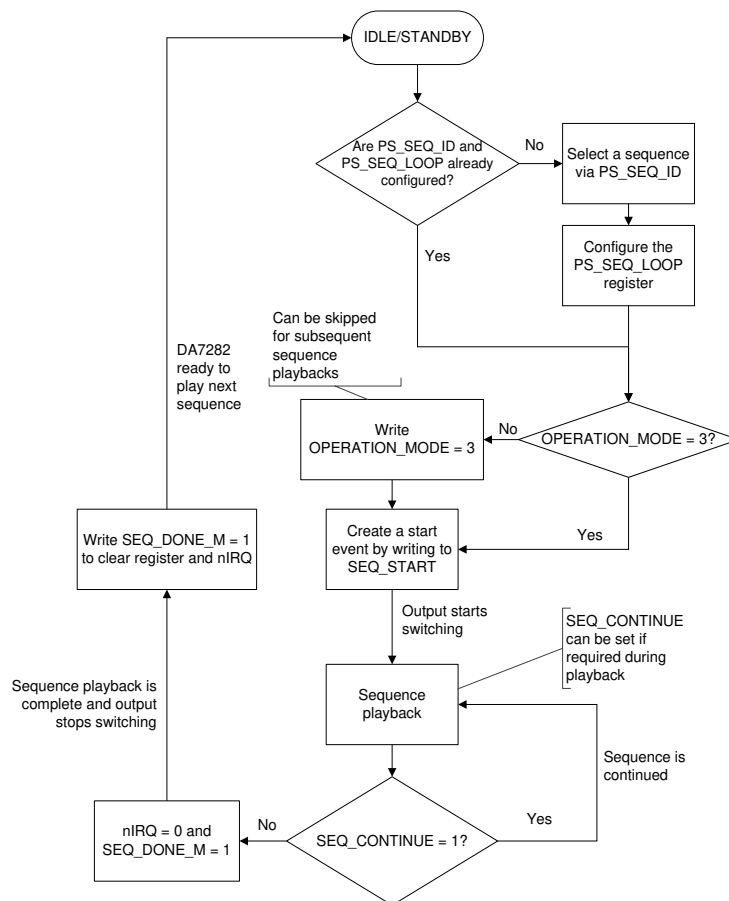 IDLE/STANDBY
Are PS_SEQ_ID and
PS_SEQ_LOOP already
configured?
No
Select a sequence
via PS_SEQ_ID
Yes
Configure the
PS_SEQ_LOOP
register
Can be skipped
for subsequent
sequence
playbacks
DA7282
ready to
play next
sequence
Write
OPERATION_MODE = 3
No
OPERATION_MODE = 3?
Yes
Create a start
event by writing to
SEQ_START
Write SEQ_DONE_M = 1
to clear register and nIRQ
Output starts
switching
SEQ_CONTINUE
can be set if
required during
playback
Sequence
playback
Sequence playback is
complete and output
stops switching
Sequence is
continued
nIRQ = 0 and
SEQ_DONE_M = 1
No
SEQ_CONTINUE = 1?
Yes